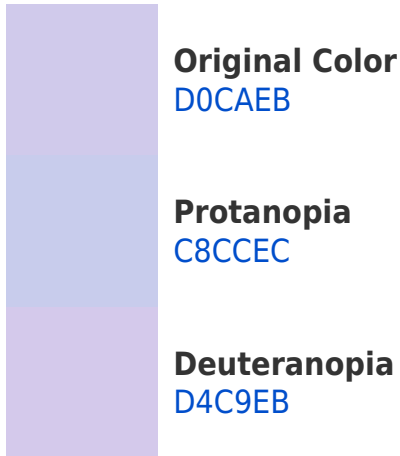 Original Color
D0CAEB
Protanopia
C8CCEC
Deuteranopia
D4C9EB